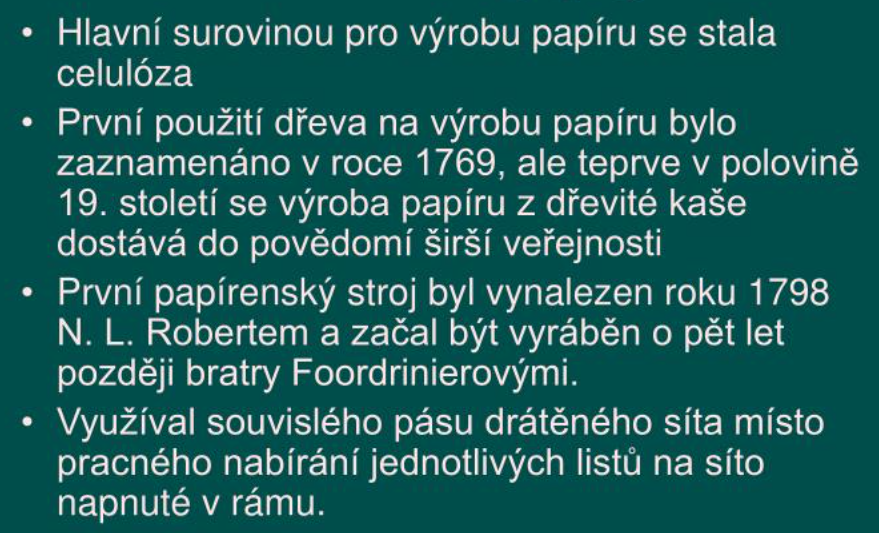 • Hlavní surovinou pro výrobu papíru se stala
celulóza
• První použití dřeva na výrobu papíru bylo
zaznamenáno v roce 1769, ale teprve v polovině
19. století se výroba papíru z dřevité kaše
dostává do povědomí širší veřejnosti
• První papírenský stroj byl vynalezen roku 1798
N. L. Robertem a začal být vyráběn o pět let
později bratry Foordrinierovými.
• Využíval souvislého pásu drátěného síta místo
pracného nabírání jednotlivých listů na síto
napnuté v rámu.